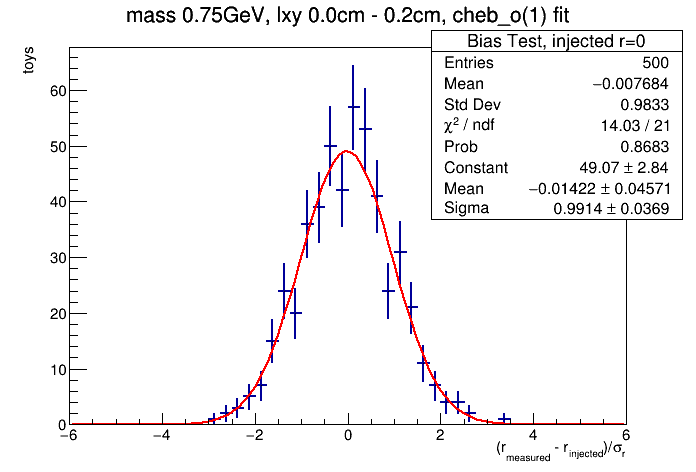 mass 0.75GeV, lxy 0.0cm - 0.2cm, cheb_o(1) fit
Bias Test, injected r=0
Entries 500
Mean −0.007684
Std Dev 0.9833
χ² / ndf 14.03 / 21
Prob 0.8683
Constant 49.07 ± 2.84
Mean −0.01422 ± 0.04571
Sigma 0.9914 ± 0.0369
toys
60
50
40
30
20
10
0
−6 −4 −2 0 2 4 6
(r_measured - r_injected)/σ_r